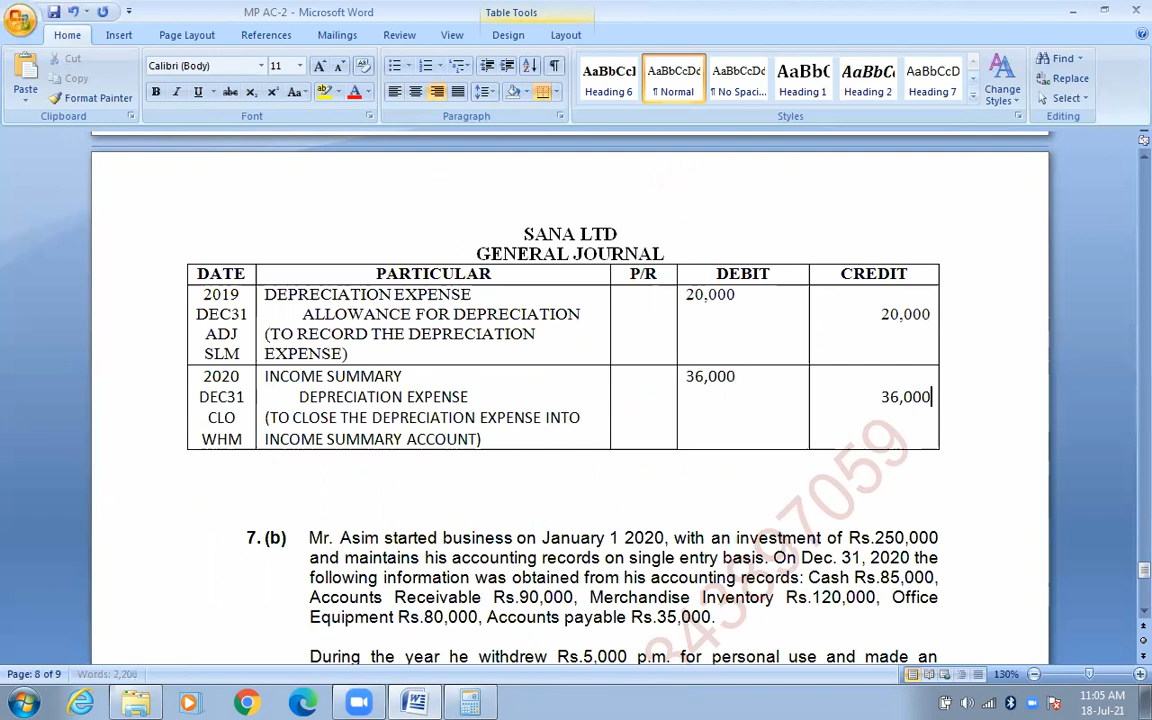 MP AC-2 - Microsoft Word
Table Tools
Home Insert Page Layout References Mailings Review View Design Layout
Paste
Cut
Copy
Format Painter
Clipboard
Calibri (Body) 11
Font
Paragraph
AaBbCcI AaBbCcDd AaBbCcDd AaBbC AaBbCc AaBbCcD
Heading 6 ¶ Normal ¶ No Spaci... Heading 1 Heading 2 Heading 7
Change Styles
Styles
Find
Replace
Select
Editing
SANA LTD
GENERAL JOURNAL
DATE PARTICULAR P/R DEBIT CREDIT
2019 DEPRECIATION EXPENSE 20,000
DEC31 ALLOWANCE FOR DEPRECIATION 20,000
ADJ (TO RECORD THE DEPRECIATION
SLM EXPENSE)
2020 INCOME SUMMARY 36,000
DEC31 DEPRECIATION EXPENSE 36,000
CLO (TO CLOSE THE DEPRECIATION EXPENSE INTO
WHM INCOME SUMMARY ACCOUNT)
7. (b) Mr. Asim started business on January 1 2020, with an investment of Rs.250,000
and maintains his accounting records on single entry basis. On Dec. 31, 2020 the
following information was obtained from his accounting records: Cash Rs.85,000,
Accounts Receivable Rs.90,000, Merchandise Inventory Rs.120,000, Office
Equipment Rs.80,000, Accounts payable Rs.35,000.
During the year he withdrew Rs.5,000 p.m. for personal use and made an
Page: 8 of 9 Words: 2,206 130%
11:05 AM
18-Jul-21